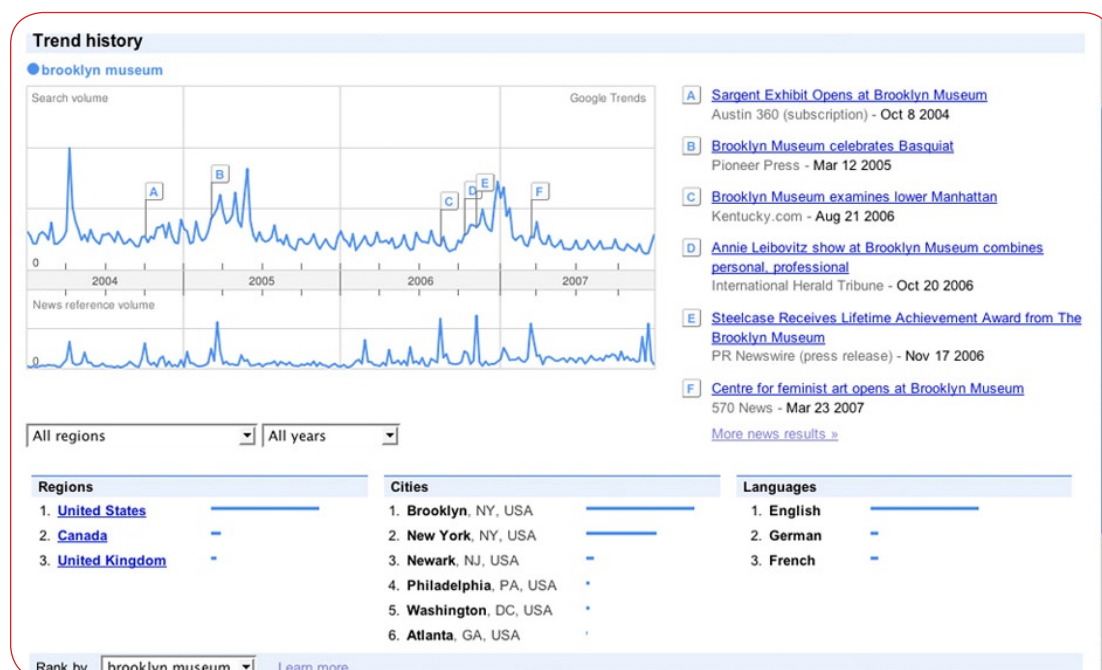 Trend history
brooklyn museum
Search volume
Google Trends
A
B
C
D
E
F
0
2004
2005
2006
2007
News reference volume
0
A Sargent Exhibit Opens at Brooklyn Museum
Austin 360 (subscription) - Oct 8 2004
B Brooklyn Museum celebrates Basquiat
Pioneer Press - Mar 12 2005
C Brooklyn Museum examines lower Manhattan
Kentucky.com - Aug 21 2006
D Annie Leibovitz show at Brooklyn Museum combines
personal, professional
International Herald Tribune - Oct 20 2006
E Steelcase Receives Lifetime Achievement Award from The
Brooklyn Museum
PR Newswire (press release) - Nov 17 2006
F Centre for feminist art opens at Brooklyn Museum
570 News - Mar 23 2007
More news results »
All regions
All years
Regions
1. United States
2. Canada
3. United Kingdom
Cities
1. Brooklyn, NY, USA
2. New York, NY, USA
3. Newark, NJ, USA
4. Philadelphia, PA, USA
5. Washington, DC, USA
6. Atlanta, GA, USA
Languages
1. English
2. German
3. French
Rank by brooklyn museum Learn more